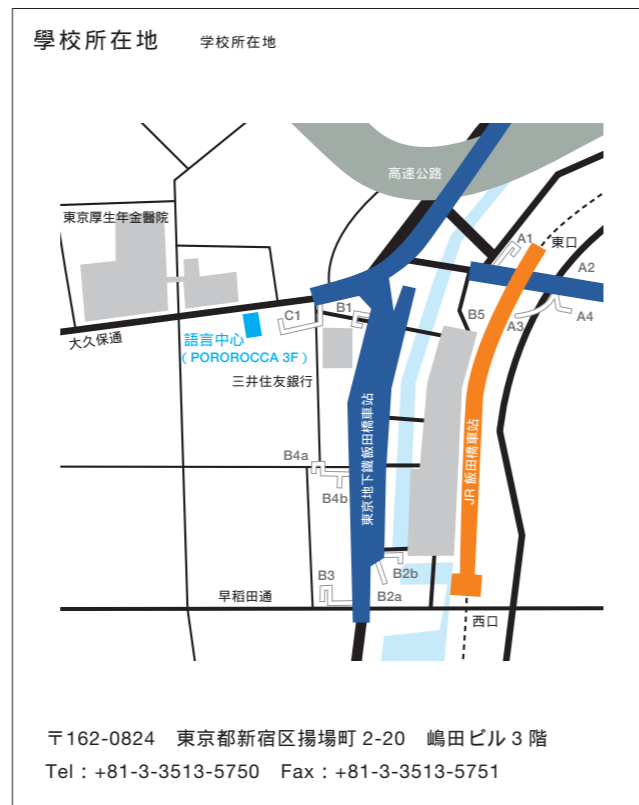 學校所在地 学校所在地
高速公路
東京厚生年金醫院
A1
東口
A2
C1
B1
B5
A3
A4
大久保通
語言中心
（POROROCCA 3F）
三井住友銀行
東京地下鐵飯田橋車站
JR 飯田橋車站
B4a
B4b
B3
B2b
B2a
早稲田通
西口
〒162-0824 東京都新宿区揚場町 2-20 嶋田ビル 3 階
Tel : +81-3-3513-5750 Fax : +81-3-3513-5751